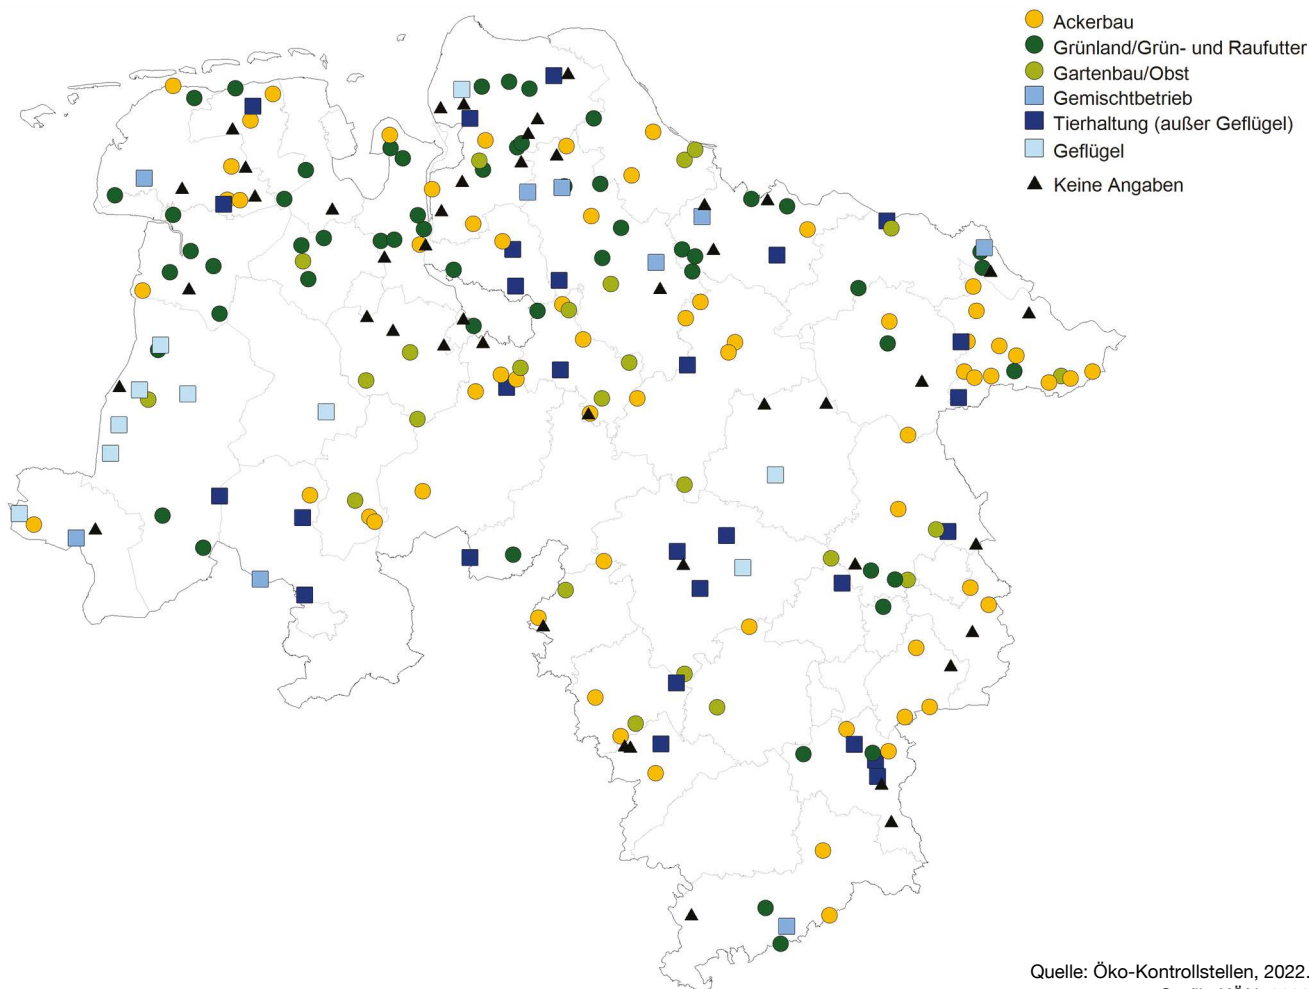 Ackerbau
Grünland/Grün- und Raufutter
Gartenbau/Obst
Gemischtbetrieb
Tierhaltung (außer Geflügel)
Geflügel
Keine Angaben
Quelle: Öko-Kontrollstellen, 2022.